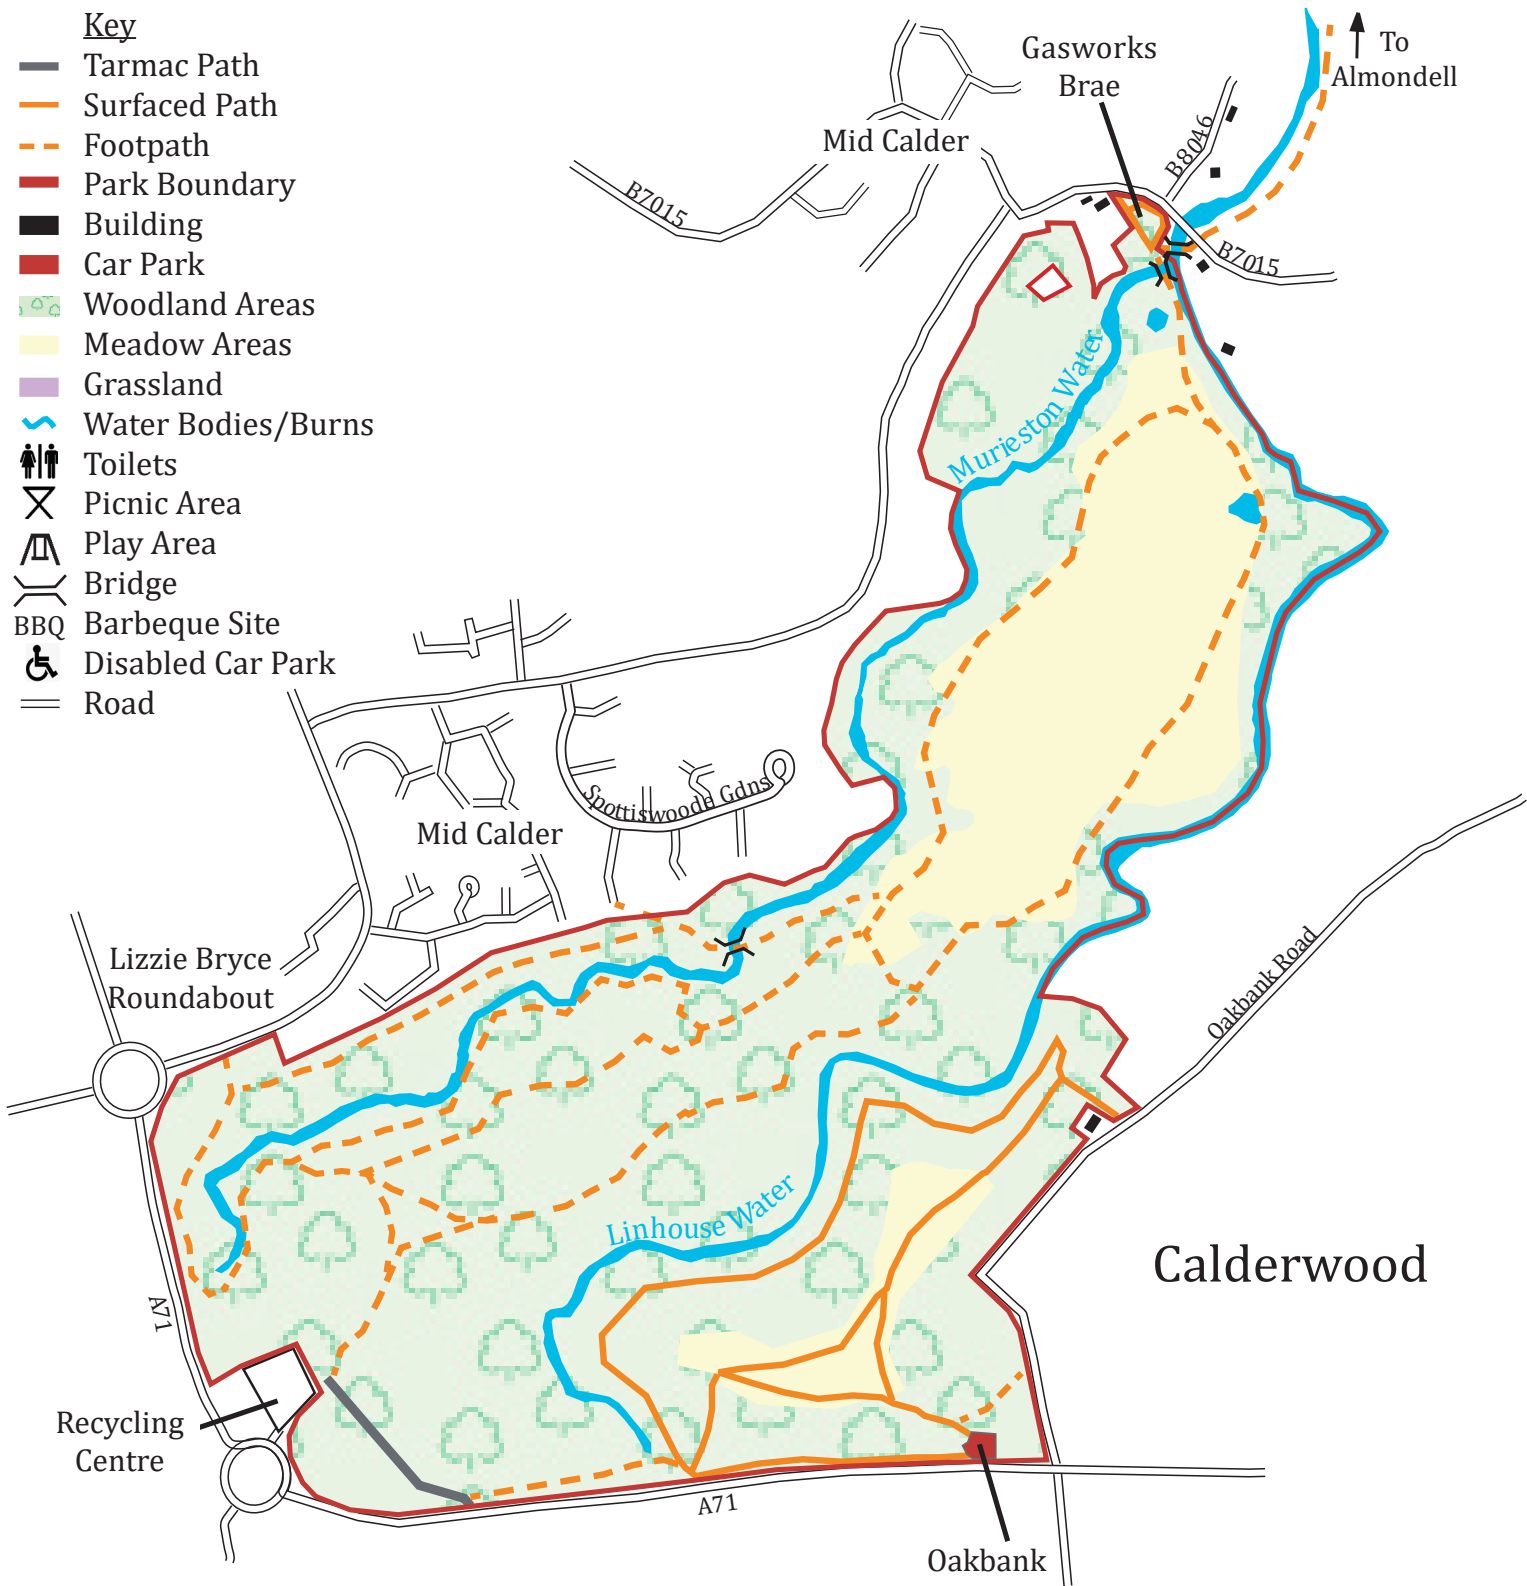 Key
Tarmac Path
Surfaced Path
Footpath
Park Boundary
Building
Car Park
Woodland Areas
Meadow Areas
Grassland
Water Bodies/Burns
Toilets
Picnic Area
Play Area
Bridge
BBQ Barbeque Site
Disabled Car Park
Road
Gasworks
Brae
To
Almondell
Mid Calder
B8046
B7015
B7015
Murieston Water
Spottiswoode Gdns
Mid Calder
Lizzie Bryce
Roundabout
Oakbank Road
Linhouse Water
Calderwood
A71
Recycling
Centre
A71
Oakbank